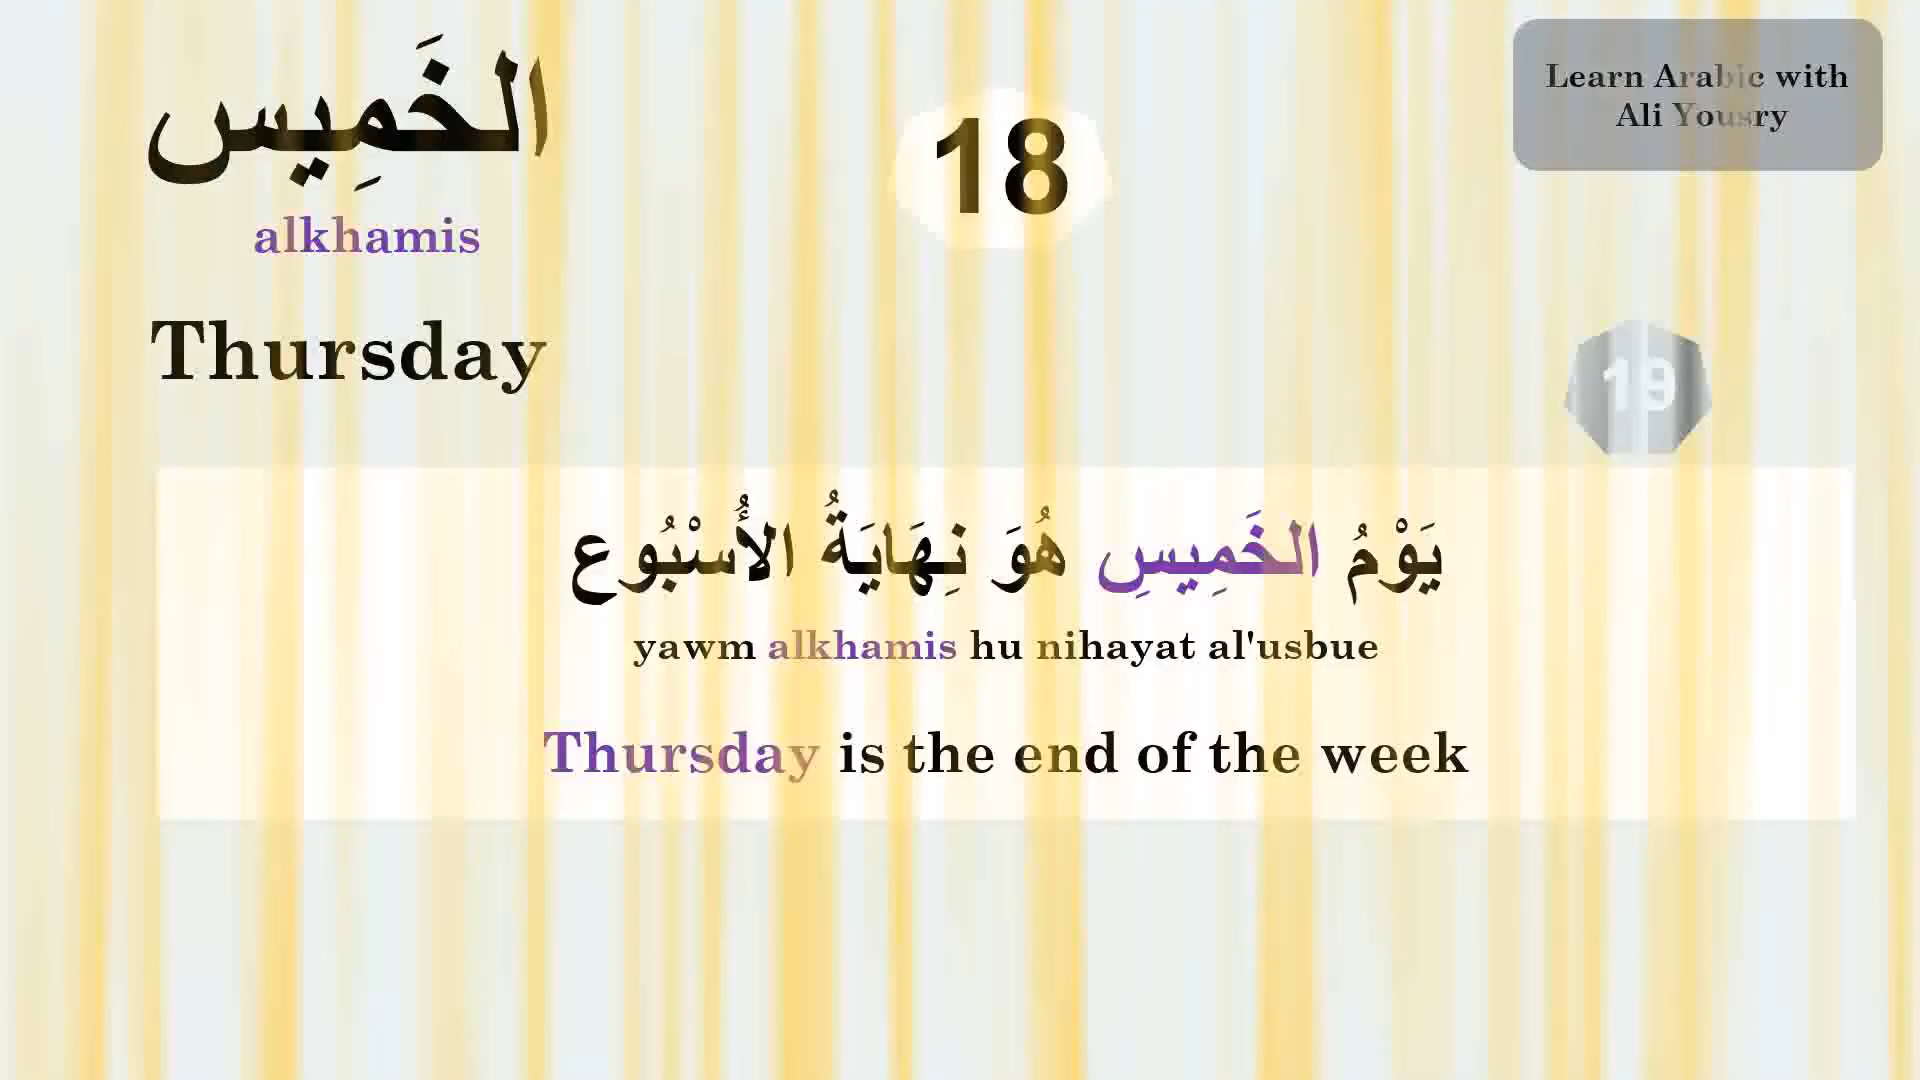 الخَمِيس
alkhamis
Thursday
18
Learn Arabic with
Ali Yousry
19
يَوْمُ الخَمِيسِ هُوَ نِهَايَةُ الأُسْبُوع
yawm alkhamis hu nihayat al'usbue
Thursday is the end of the week